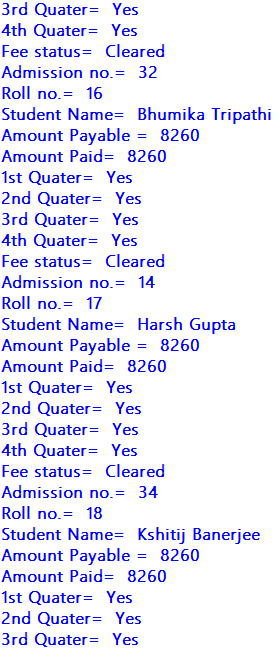 3rd Quater=  Yes
4th Quater=  Yes
Fee status=  Cleared
Admission no.=  32
Roll no.=  16
Student Name=  Bhumika Tripathi
Amount Payable =  8260
Amount Paid=  8260
1st Quater=  Yes
2nd Quater=  Yes
3rd Quater=  Yes
4th Quater=  Yes
Fee status=  Cleared
Admission no.=  14
Roll no.=  17
Student Name=  Harsh Gupta
Amount Payable =  8260
Amount Paid=  8260
1st Quater=  Yes
2nd Quater=  Yes
3rd Quater=  Yes
4th Quater=  Yes
Fee status=  Cleared
Admission no.=  34
Roll no.=  18
Student Name=  Kshitij Banerjee
Amount Payable =  8260
Amount Paid=  8260
1st Quater=  Yes
2nd Quater=  Yes
3rd Quater=  Yes